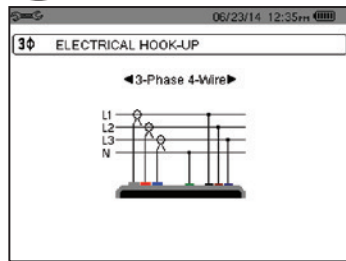 06/23/14 12:35PM
3Φ ELECTRICAL HOOK-UP
◄3-Phase 4-Wire►
L1
L2
L3
N